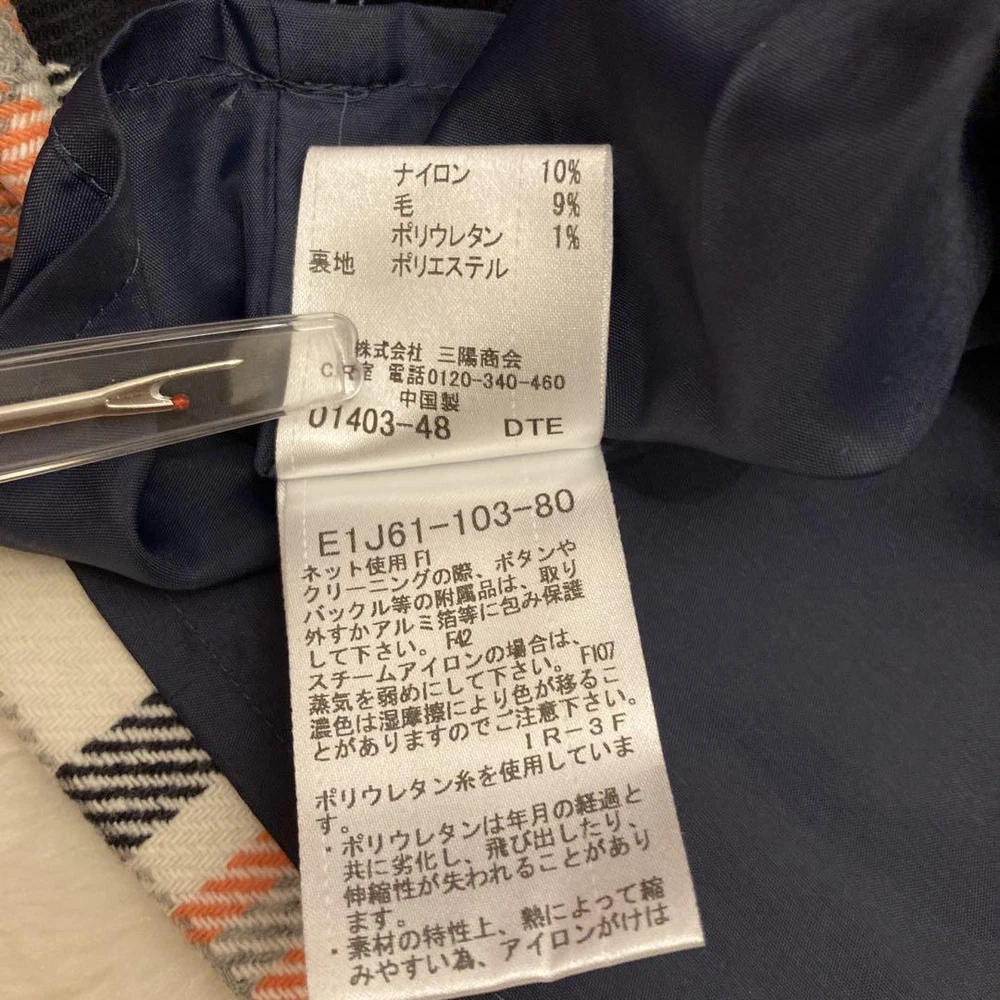 ナイロン 10%
毛 9%
ポリウレタン 1%
裏地 ポリエステル
株式会社 三陽商会
CR室 電話0120-340-460
中国製
01403-48 DTE
E1J61-103-80
ネット使用 F1
クリーニングの際、ボタンや
バックル等の附属品は、取り
外すかアルミ箔等に包み保護
して下さい。 F42
スチームアイロンの場合は、
蒸気を弱めにして下さい。 F107
濃色は湿摩擦により色が移るこ
とがありますのでご注意下さい。
IR-3F
ポリウレタン糸を使用していま
す。
・ポリウレタンは年月の経過と
共に劣化し、飛び出したり、
伸縮性が失われることがあり
ます。
・素材の特性上、熱によって縮
みやすい為、アイロンがけは